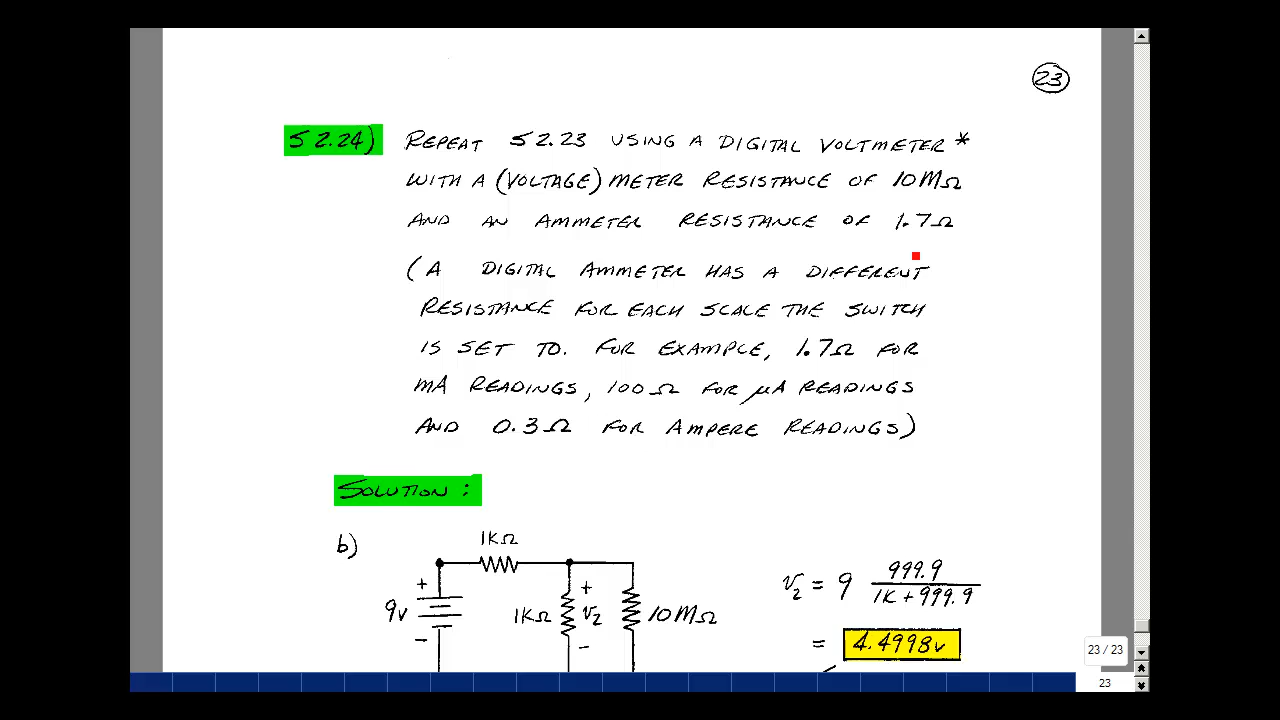 23
S2.24) REPEAT S2.23 USING A DIGITAL VOLTMETER *
WITH A (VOLTAGE) METER RESISTANCE OF 10MΩ
AND AN AMMETER RESISTANCE OF 1.7Ω
(A DIGITAL AMMETER HAS A DIFFERENT
RESISTANCE FOR EACH SCALE THE SWITCH
IS SET TO. FOR EXAMPLE, 1.7Ω FOR
mA READINGS, 100Ω FOR μA READINGS
AND 0.3Ω FOR AMPERE READINGS)
SOLUTION:
b)
1KΩ
+
9V
-
1KΩ
+
V2
-
10MΩ
V2 = 9 999.9 / 1K + 999.9
= 4.4998V
23 / 23
23